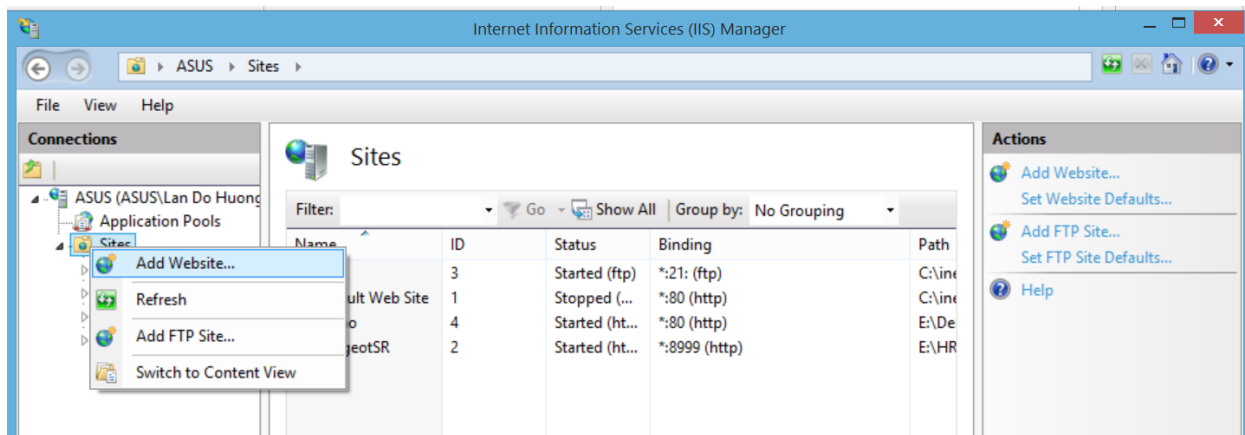 Internet Information Services (IIS) Manager
ASUS Sites
File View Help
Connections
ASUS (ASUS\Lan Do Huong
Application Pools
Sites
Add Website...
Refresh
Add FTP Site...
Switch to Content View
Sites
Filter: Go Show All Group by: No Grouping
Name ID Status Binding Path
3 Started (ftp) *:21: (ftp) C:\ine
ult Web Site 1 Stopped (... *:80 (http) C:\ine
o 4 Started (ht... *:80 (http) E:\De
geotSR 2 Started (ht... *:8999 (http) E:\HR
Actions
Add Website...
Set Website Defaults...
Add FTP Site...
Set FTP Site Defaults...
Help